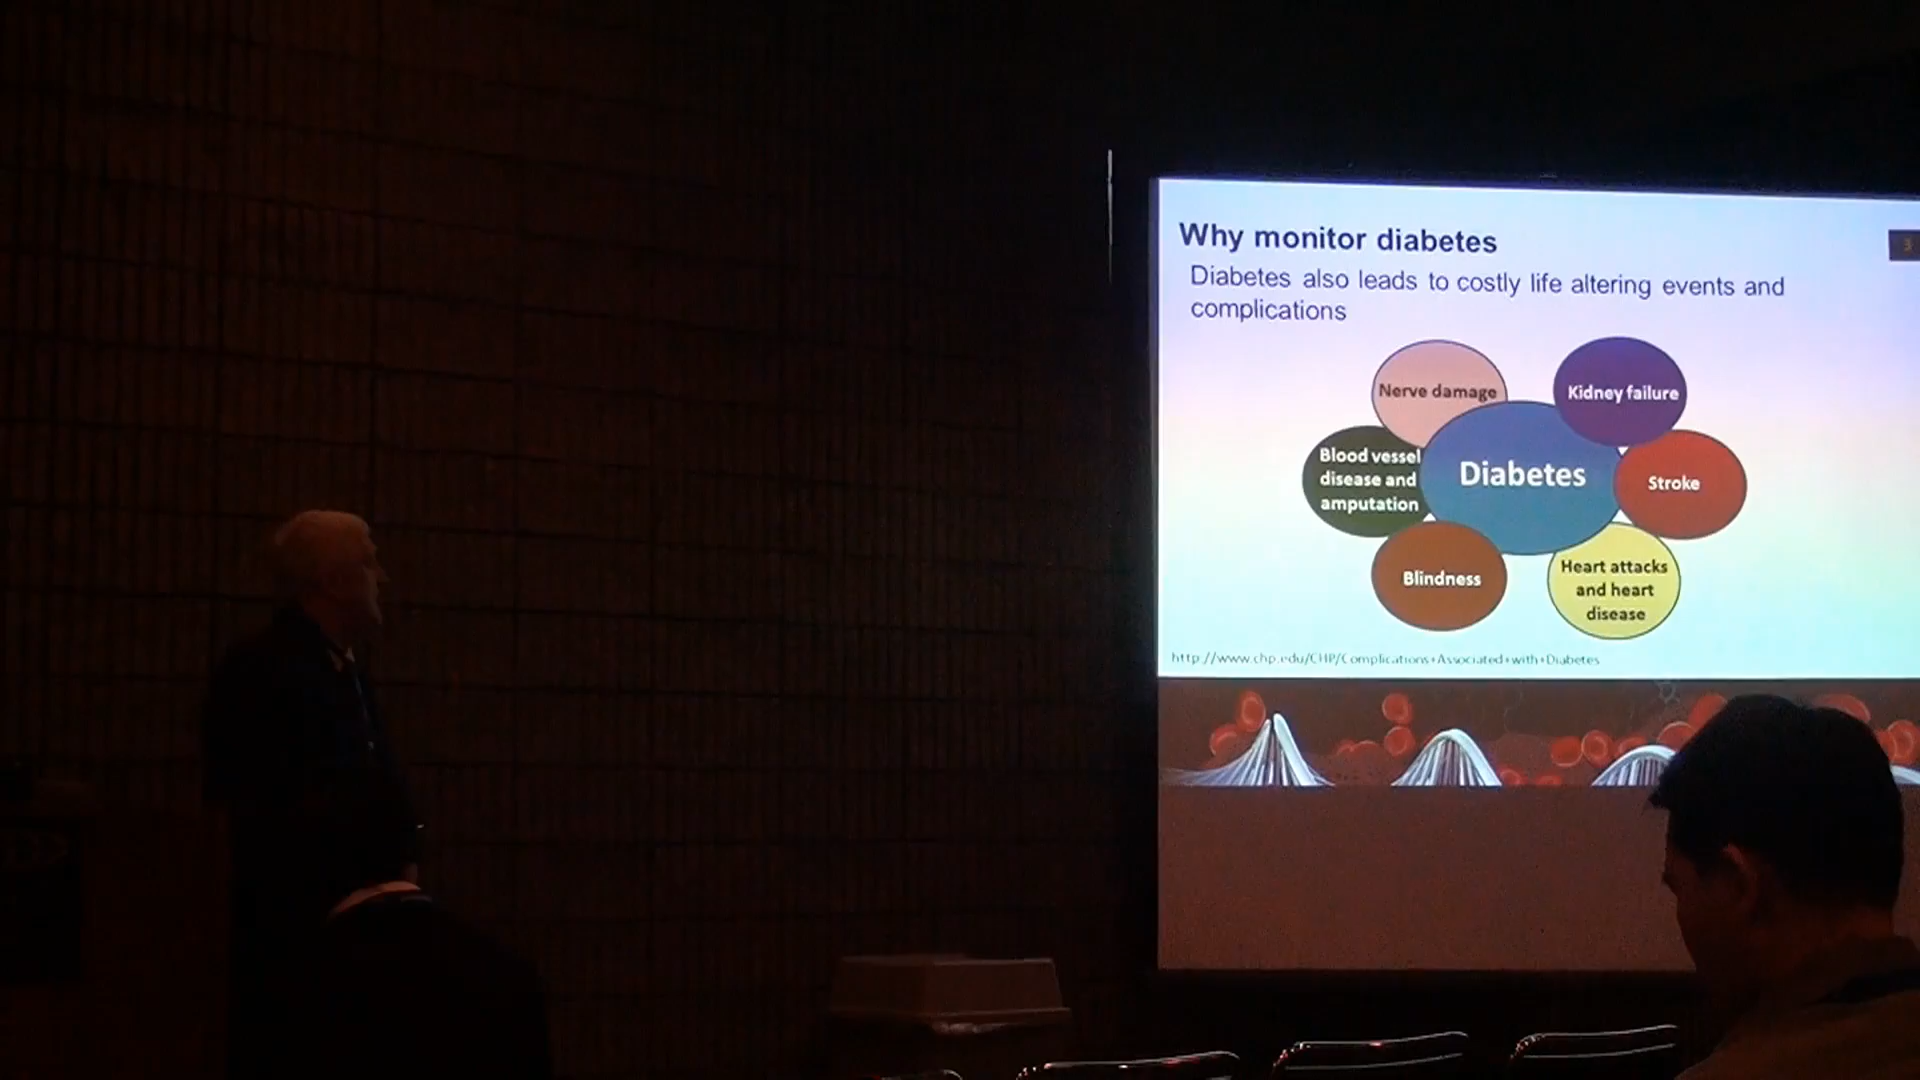 Why monitor diabetes
3
Diabetes also leads to costly life altering events and
complications
Nerve damage
Kidney failure
Blood vessel
disease and
amputation
Diabetes
Stroke
Blindness
Heart attacks
and heart
disease
http://www.chp.edu/CHP/Complications+Associated+with+Diabetes